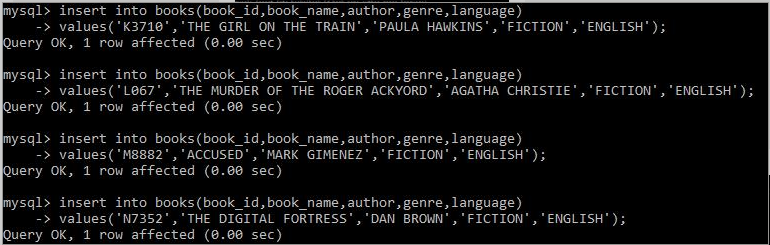 mysql> insert into books(book_id,book_name,author,genre,language)
-> values('K3710','THE GIRL ON THE TRAIN','PAULA HAWKINS','FICTION','ENGLISH');
Query OK, 1 row affected (0.00 sec)
mysql> insert into books(book_id,book_name,author,genre,language)
-> values('L067','THE MURDER OF THE ROGER ACKYORD','AGATHA CHRISTIE','FICTION','ENGLISH');
Query OK, 1 row affected (0.00 sec)
mysql> insert into books(book_id,book_name,author,genre,language)
-> values('M8882','ACCUSED','MARK GIMENEZ','FICTION','ENGLISH');
Query OK, 1 row affected (0.00 sec)
mysql> insert into books(book_id,book_name,author,genre,language)
-> values('N7352','THE DIGITAL FORTRESS','DAN BROWN','FICTION','ENGLISH');
Query OK, 1 row affected (0.00 sec)